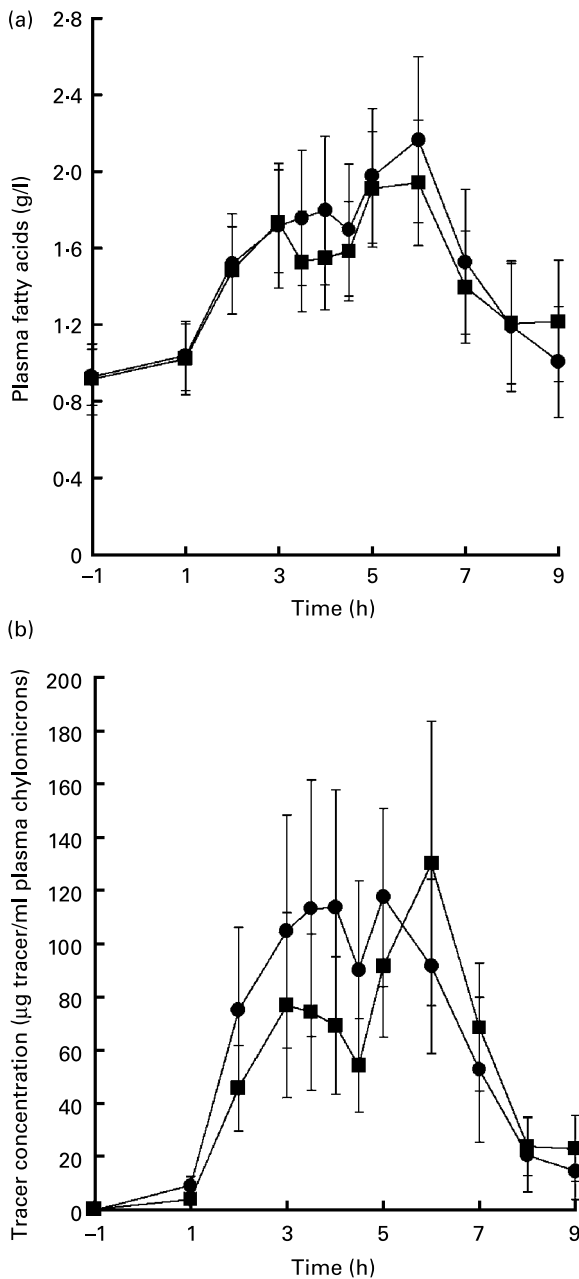 (a)
2·8
2·4
2·0
1·6
1·2
0·8
0·4
0
Plasma fatty acids (g/l)
–1 1 3 5 7 9
Time (h)
(b)
200
180
160
140
120
100
80
60
40
20
0
Tracer concentration (μg tracer/ml plasma chylomicrons)
–1 1 3 5 7 9
Time (h)